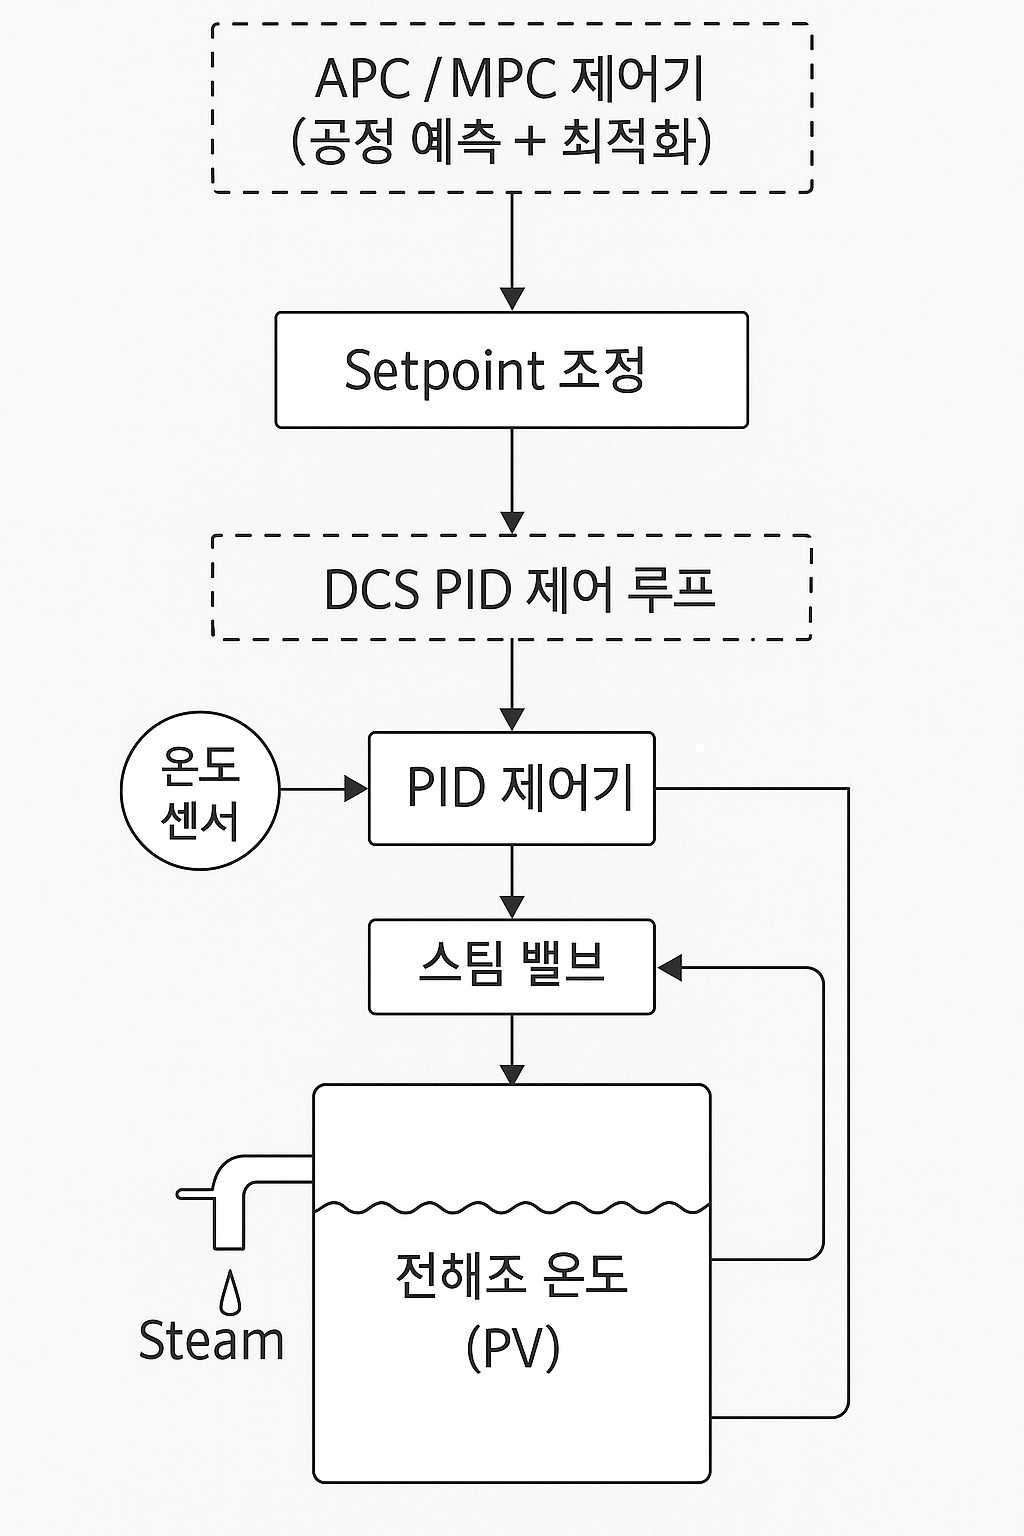 APC / MPC 제어기
(공정 예측 + 최적화)
Setpoint 조정
DCS PID 제어 루프
온도
센서
PID 제어기
스팀 밸브
전해조 온도
(PV)
Steam